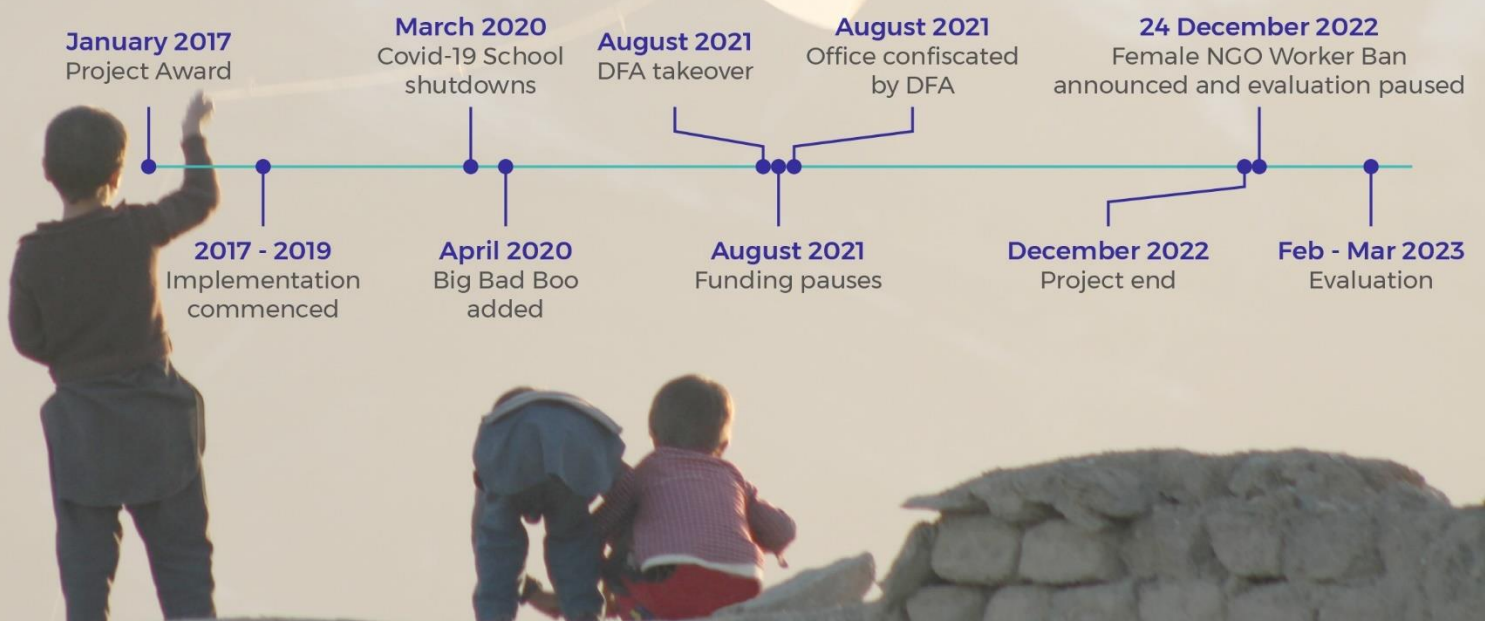 January 2017
Project Award
March 2020
Covid-19 School
shutdowns
August 2021
DFA takeover
August 2021
Office confiscated
by DFA
24 December 2022
Female NGO Worker Ban
announced and evaluation paused
2017 - 2019
Implementation
commenced
April 2020
Big Bad Boo
added
August 2021
Funding pauses
December 2022
Project end
Feb - Mar 2023
Evaluation